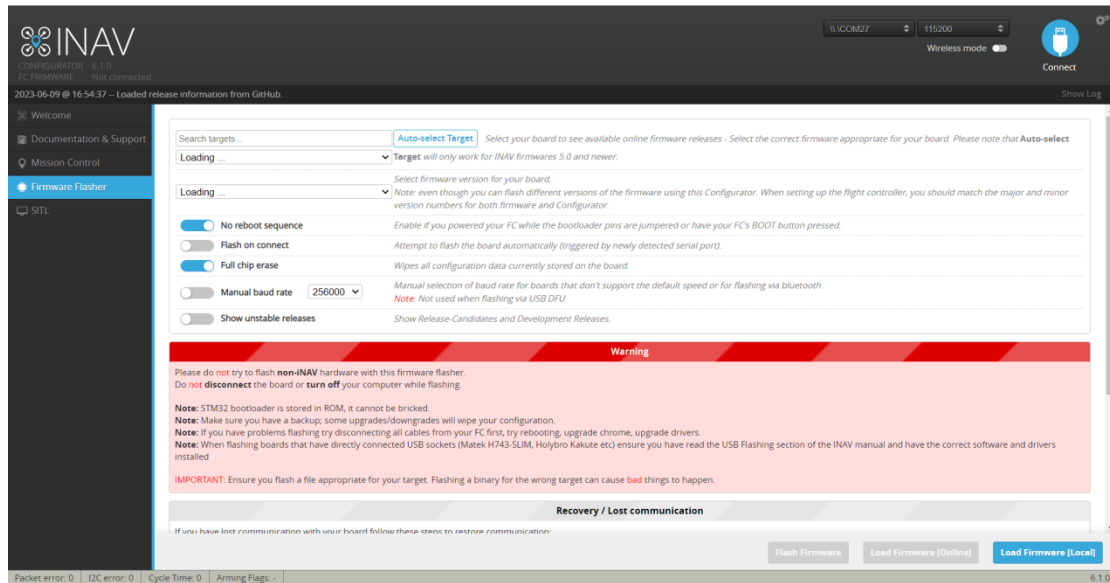 INAV
CONFIGURATOR 6.1.0
FC FIRMWARE Not connected
\\.\COM27
115200
Wireless mode
Connect
2023-06-09 @ 16:54:37 -- Loaded release information from GitHub.
Show Log
Welcome
Documentation & Support
Mission Control
Firmware Flasher
SITL
Search targets...
Auto-select Target
Select your board to see available online firmware releases - Select the correct firmware appropriate for your board. Please note that Auto-select
Loading ...
Target will only work for INAV firmwares 5.0 and newer.
Loading ...
Select firmware version for your board.
Note: even though you can flash different versions of the firmware using this Configurator. When setting up the flight controller, you should match the major and minor
version numbers for both firmware and Configurator.
No reboot sequence
Enable if you powered your FC while the bootloader pins are jumpered or have your FC's BOOT button pressed.
Flash on connect
Attempt to flash the board automatically (triggered by newly detected serial port).
Full chip erase
Wipes all configuration data currently stored on the board.
Manual baud rate 256000
Manual selection of baud rate for boards that don't support the default speed or for flashing via bluetooth.
Note: Not used when flashing via USB DFU
Show unstable releases
Show Release-Candidates and Development Releases.
Warning
Please do not try to flash non-iNAV hardware with this firmware flasher.
Do not disconnect the board or turn off your computer while flashing.
Note: STM32 bootloader is stored in ROM, it cannot be bricked.
Note: Make sure you have a backup; some upgrades/downgrades will wipe your configuration.
Note: If you have problems flashing try disconnecting all cables from your FC first, try rebooting, upgrade chrome, upgrade drivers.
Note: When flashing boards that have directly connected USB sockets (Matek H743-SLIM, Holybro Kakute etc) ensure you have read the USB Flashing section of the INAV manual and have the correct software and drivers
installed
IMPORTANT: Ensure you flash a file appropriate for your target. Flashing a binary for the wrong target can cause bad things to happen.
Recovery / Lost communication
If you have lost communication with your board follow these steps to restore communication:
Flash Firmware
Load Firmware [Online]
Load Firmware [Local]
Packet error: 0
I2C error: 0
Cycle Time: 0
Arming Flags: -
6.1.0